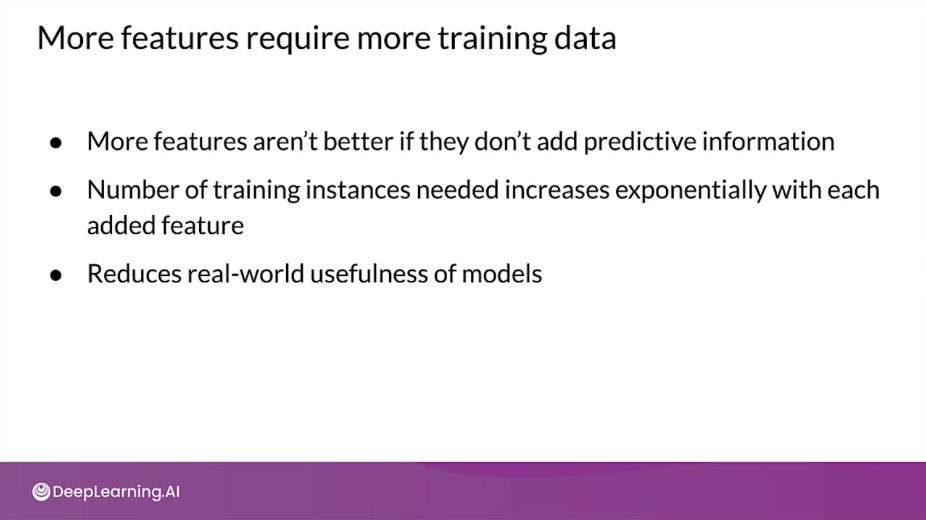 More features require more training data
● More features aren’t better if they don’t add predictive information
● Number of training instances needed increases exponentially with each
added feature
● Reduces real-world usefulness of models
DeepLearning.AI